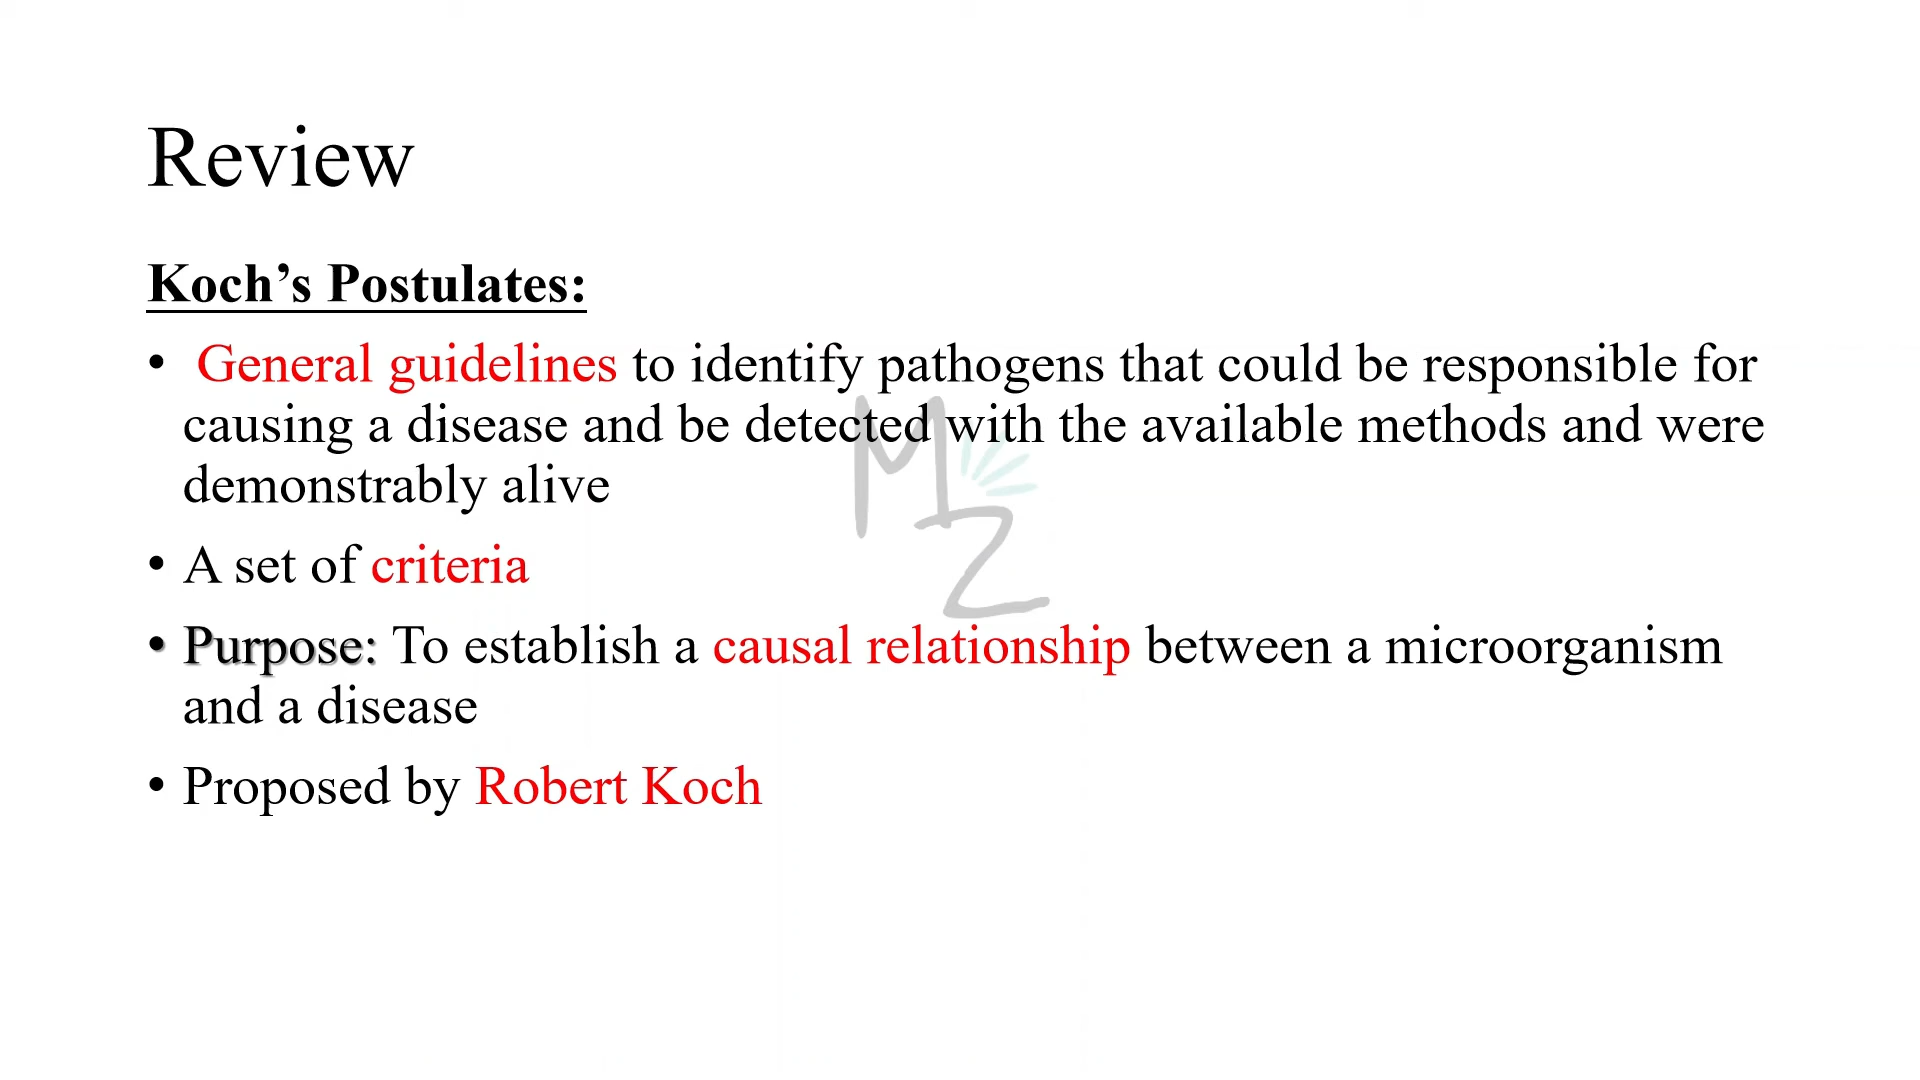 Review
Koch’s Postulates:
• General guidelines to identify pathogens that could be responsible for
causing a disease and be detected with the available methods and were
demonstrably alive
• A set of criteria
• Purpose: To establish a causal relationship between a microorganism
and a disease
• Proposed by Robert Koch
MZ